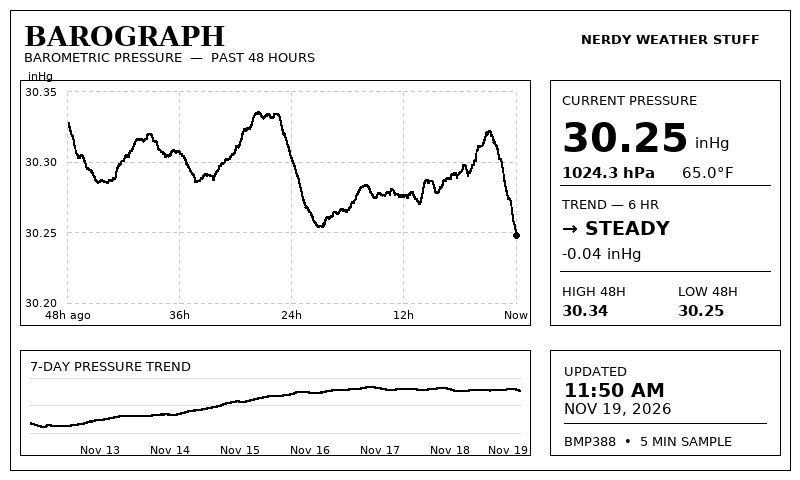 BAROGRAPH
BAROMETRIC PRESSURE — PAST 48 HOURS
NERDY WEATHER STUFF
inHg
30.35
30.30
30.25
30.20
48h ago 36h 24h 12h Now
CURRENT PRESSURE
30.25 inHg
1024.3 hPa 65.0°F
TREND — 6 HR
→ STEADY
-0.04 inHg
HIGH 48H LOW 48H
30.34 30.25
7-DAY PRESSURE TREND
Nov 13 Nov 14 Nov 15 Nov 16 Nov 17 Nov 18 Nov 19
UPDATED
11:50 AM
NOV 19, 2026
BMP388 • 5 MIN SAMPLE